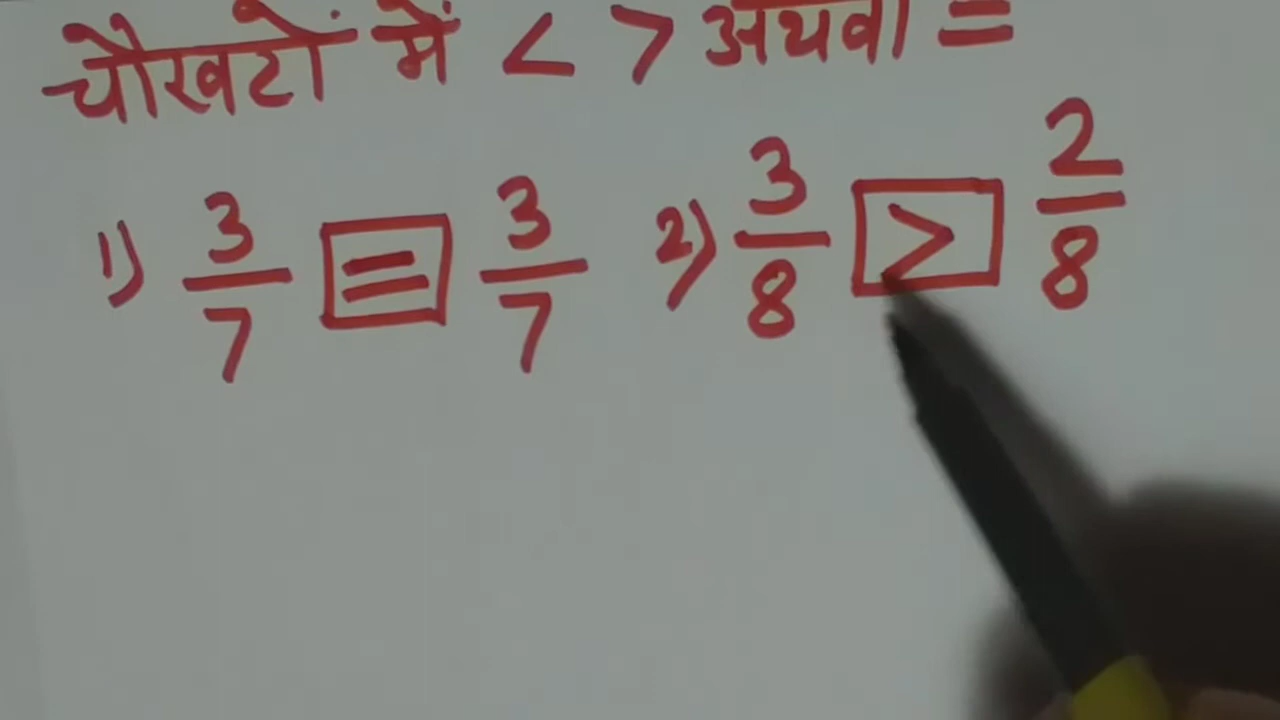 चौखटों में < > अथवा =
1) 3/7 = 3/7 2) 3/8 > 2/8